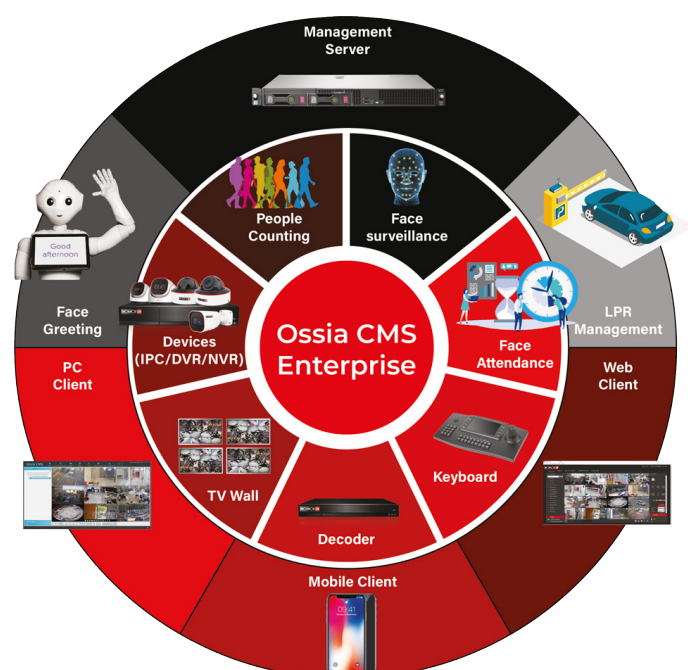 Management
Server
People
Counting
Face
surveillance
Good
afternoon
Face
Greeting
LPR
Management
Devices
(IPC/DVR/NVR)
Ossia CMS
Enterprise
Face
Attendance
PC
Client
Web
Client
TV Wall
Keyboard
Decoder
Mobile Client
09:41